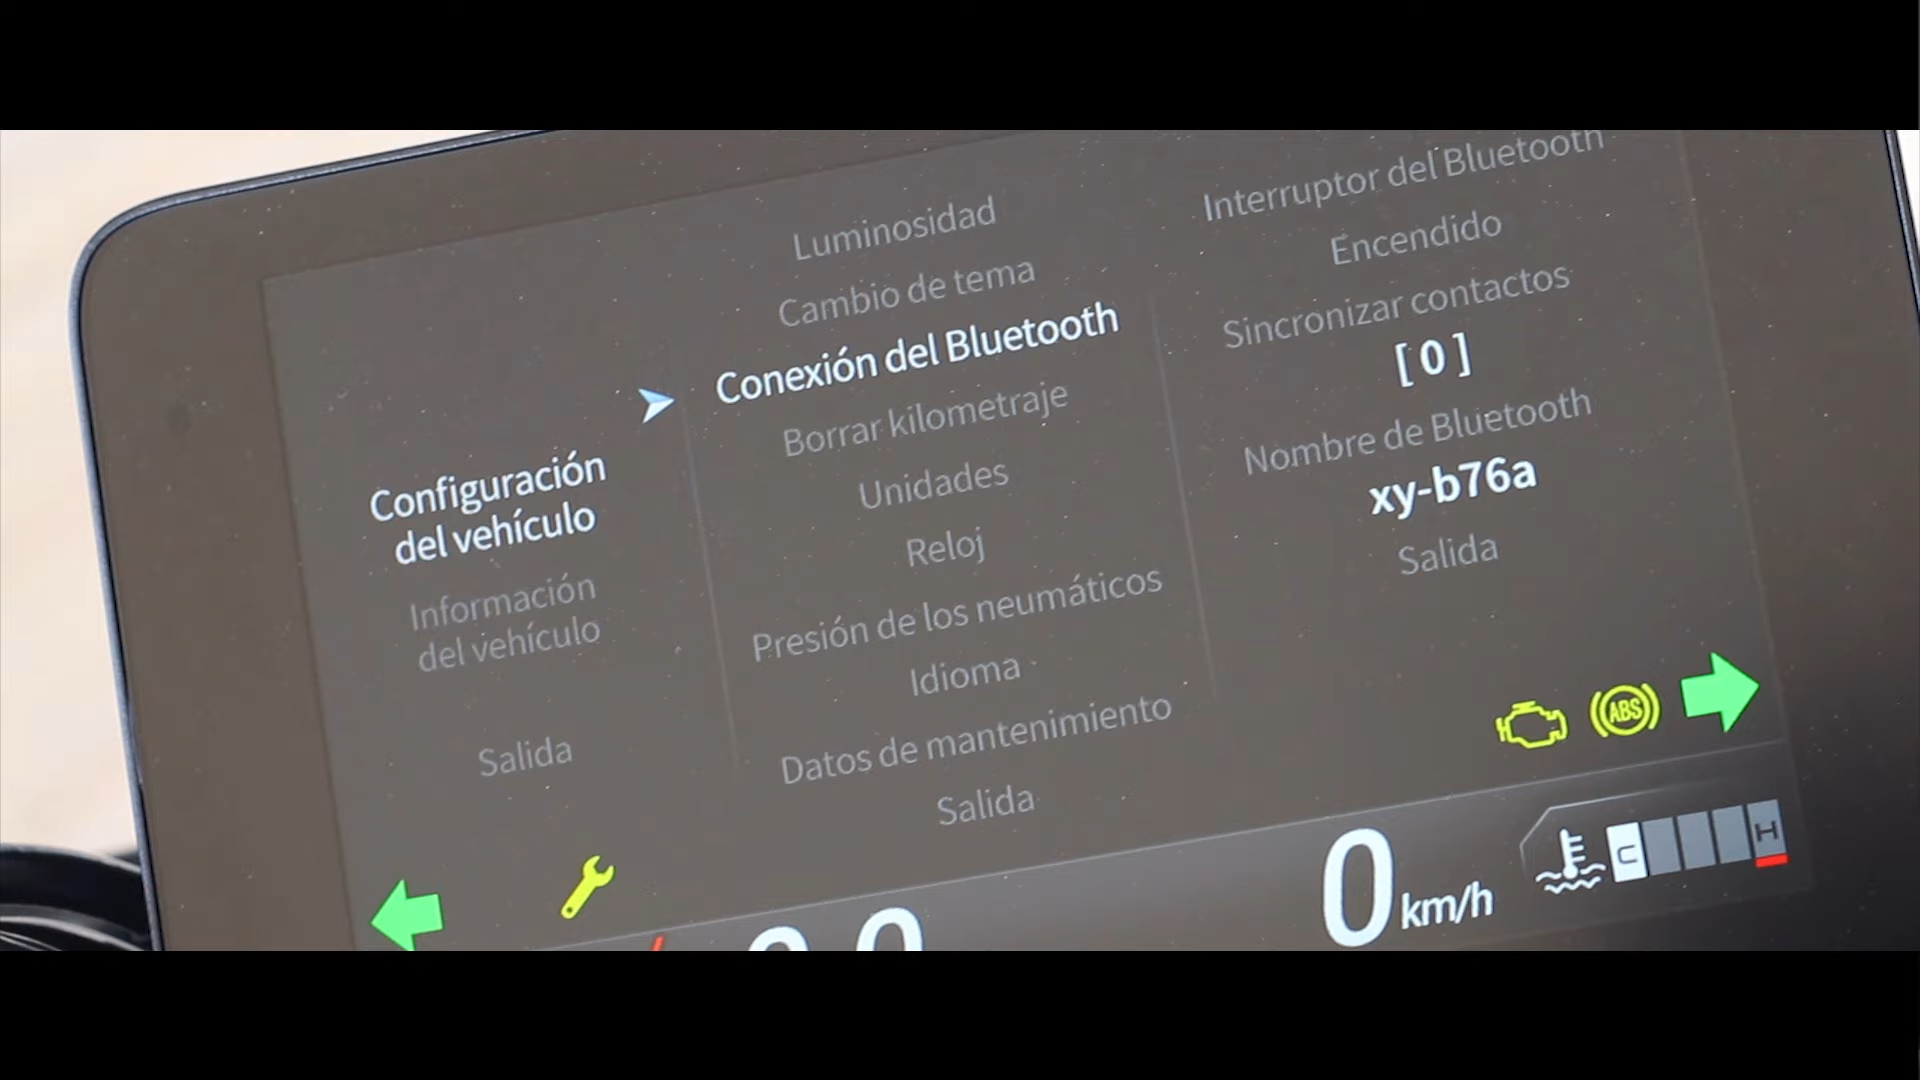 Configuración
del vehículo
Información
del vehículo
Salida
Luminosidad
Cambio de tema
Conexión del Bluetooth
Borrar kilometraje
Unidades
Reloj
Presión de los neumáticos
Idioma
Datos de mantenimiento
Salida
Interruptor del Bluetooth
Encendido
Sincronizar contactos
[ 0 ]
Nombre de Bluetooth
xy-b76a
Salida
ABS
0 km/h
C H